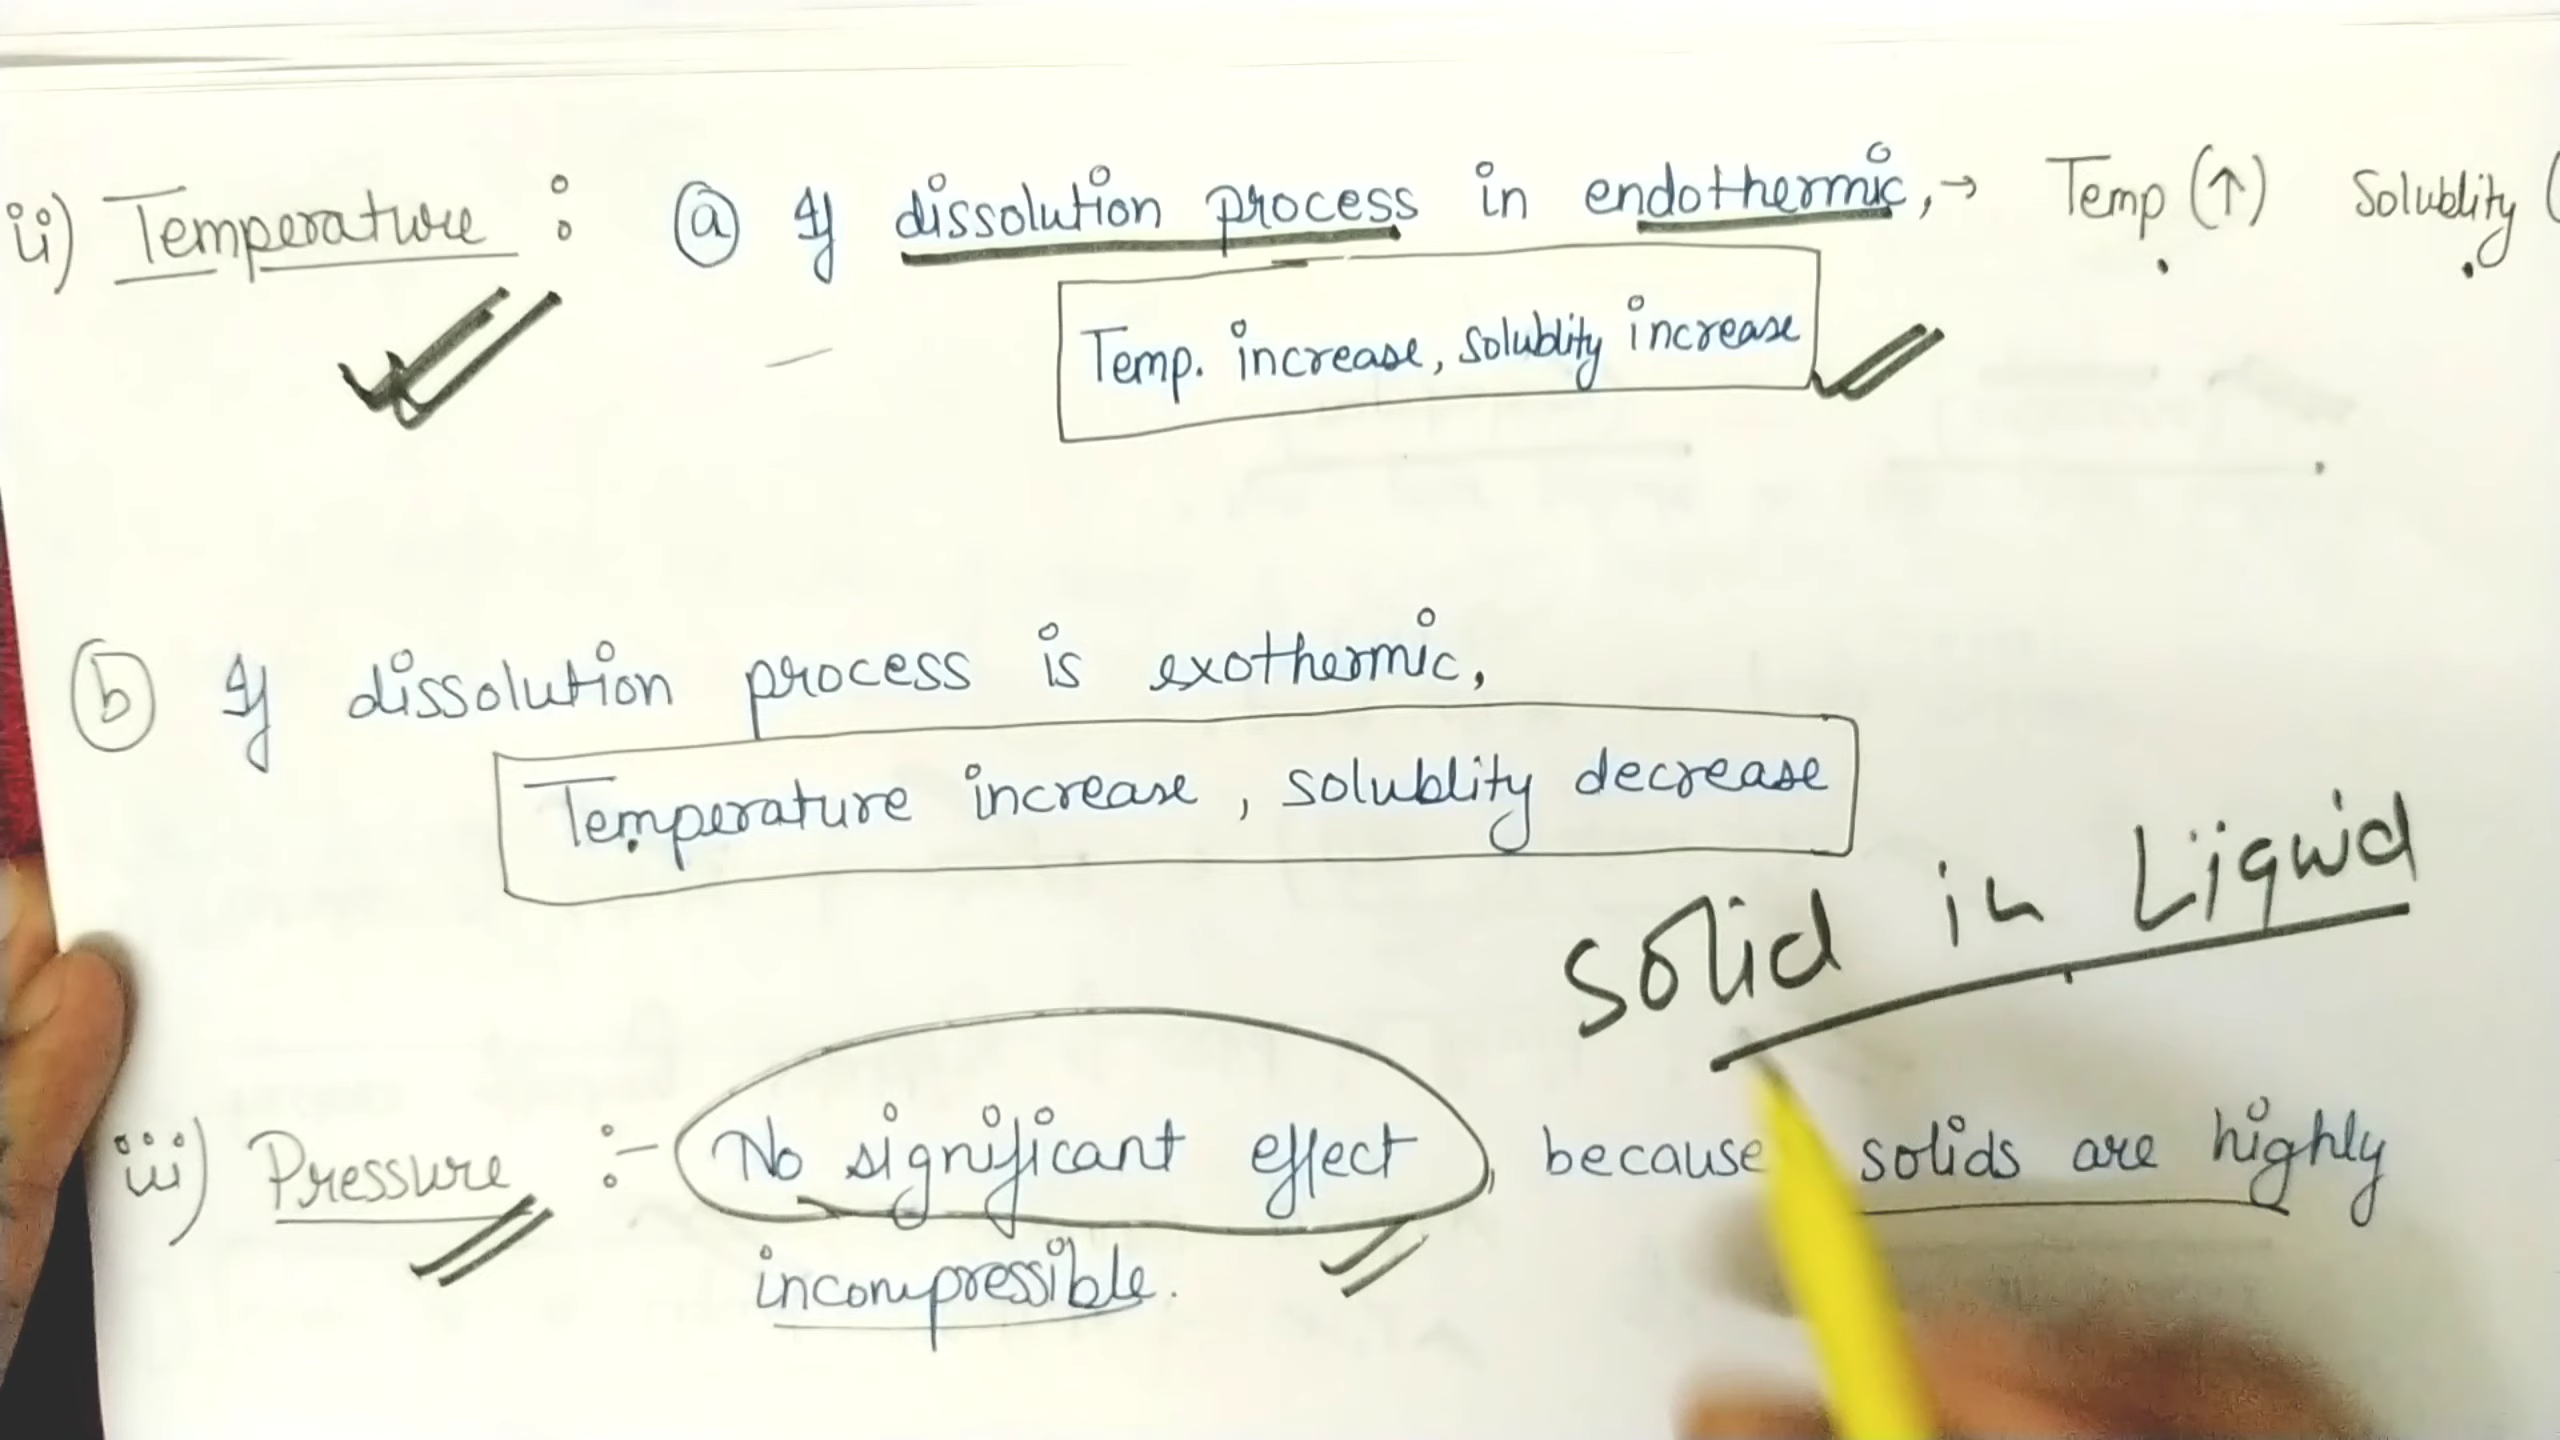 ii) Temperature : ⓐ If dissolution process in endothermic, → Temp (↑) Solublity (
Temp. increase, solublity increase
ⓑ If dissolution process is exothermic,
Temperature increase, solublity decrease
Solid in Liquid
iii) Pressure :- No significant effect, because solids are highly
incompressible.